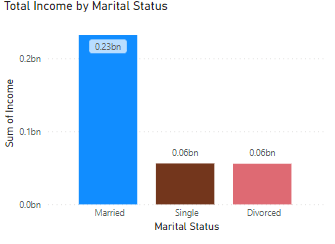 Total Income by Marital Status
Sum of Income
0.2bn
0.1bn
0.0bn
0.23bn
0.06bn
0.06bn
Married
Single
Divorced
Marital Status